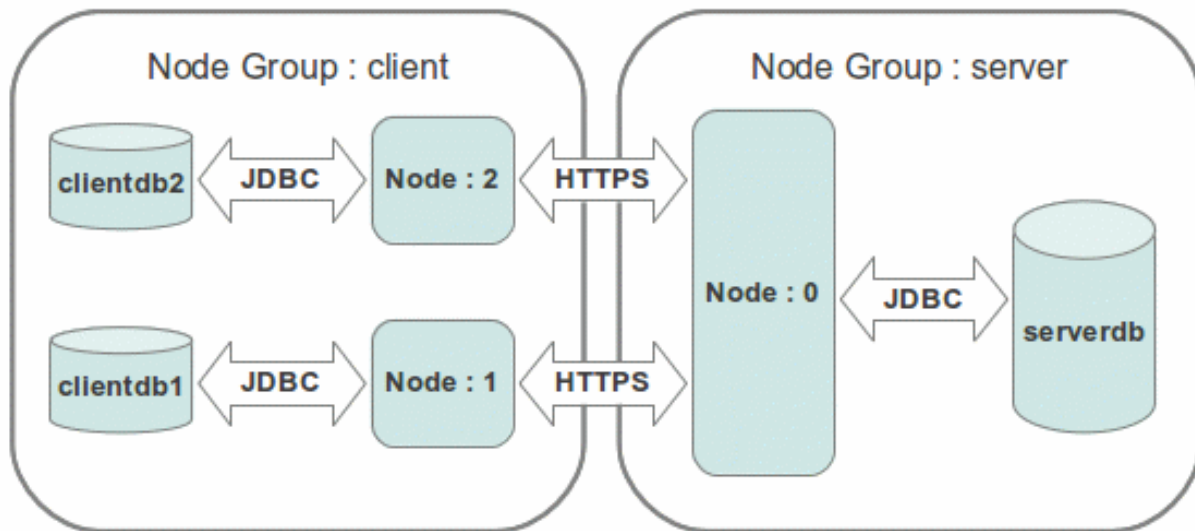 Node Group : client
Node Group : server
clientdb2
JDBC
Node : 2
HTTPS
Node : 0
JDBC
serverdb
clientdb1
JDBC
Node : 1
HTTPS